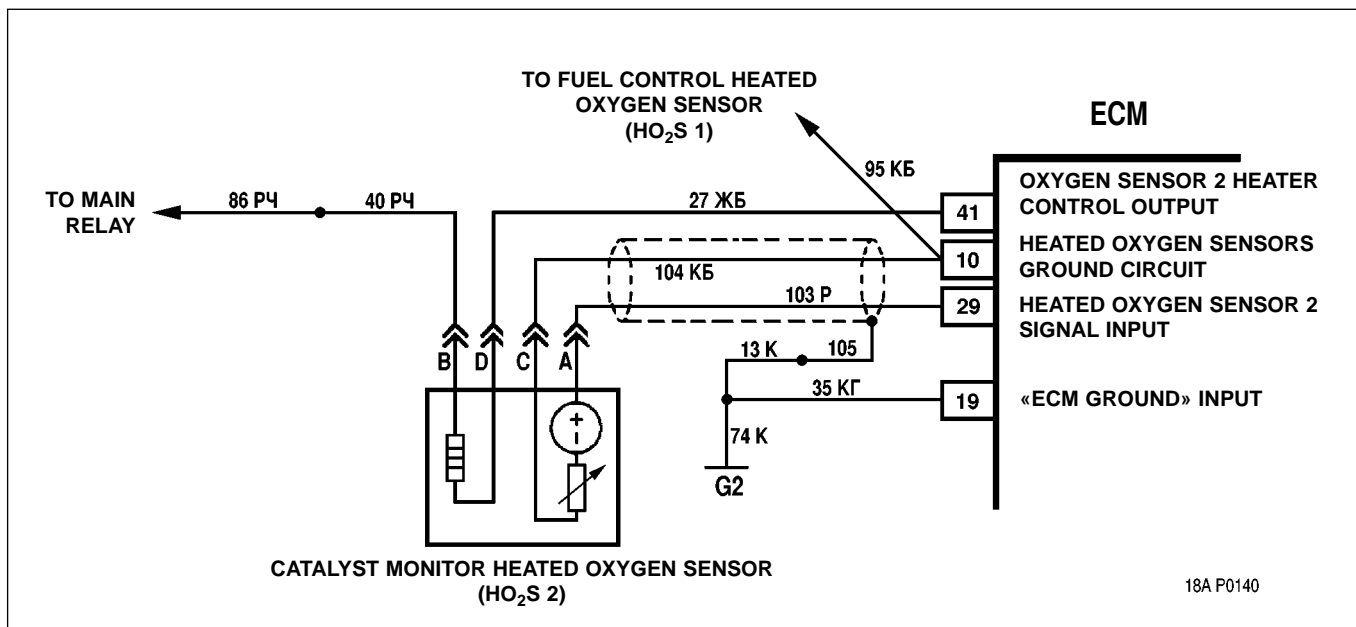 TO FUEL CONTROL HEATED
OXYGEN SENSOR
(HO2S 1)
ECM
95 КБ
TO MAIN
RELAY
86 РЧ
40 РЧ
27 ЖБ
41
OXYGEN SENSOR 2 HEATER
CONTROL OUTPUT
104 КБ
10
HEATED OXYGEN SENSORS
GROUND CIRCUIT
103 Р
29
HEATED OXYGEN SENSOR 2
SIGNAL INPUT
B
D
C
A
13 К
105
35 КГ
19
«ECM GROUND» INPUT
74 К
G2
CATALYST MONITOR HEATED OXYGEN SENSOR
(HO2S 2)
18A P0140